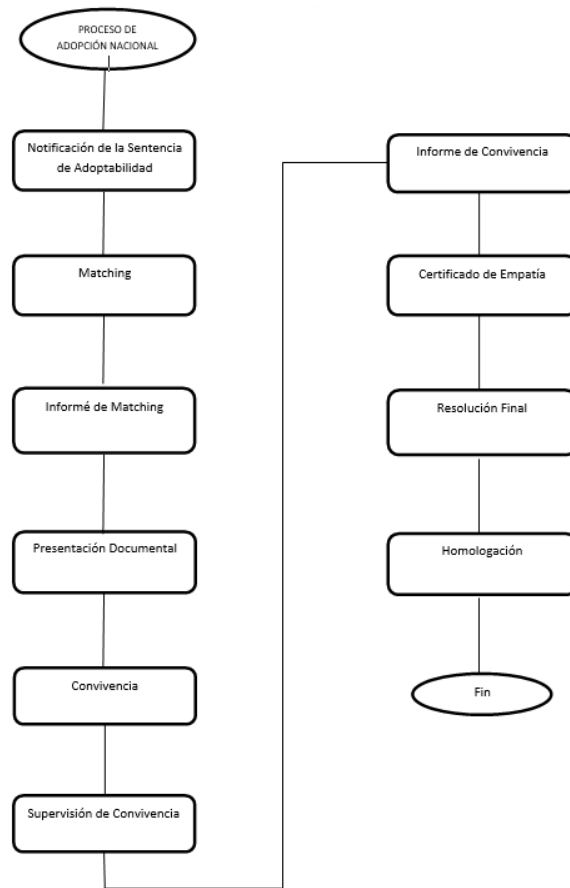 PROCESO DE
ADOPCIÓN NACIONAL
Notificación de la Sentencia
de Adoptabilidad
Matching
Informé de Matching
Presentación Documental
Convivencia
Supervisión de Convivencia
Informe de Convivencia
Certificado de Empatía
Resolución Final
Homologación
Fin